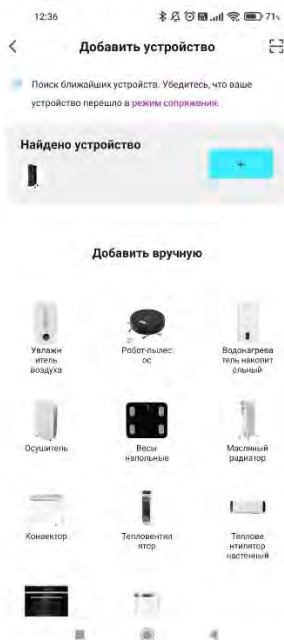 12:36
71%
Добавить устройство
Поиск ближайших устройств. Убедитесь, что ваше
устройство перешло в режим сопряжения.
Найдено устройство
+
Добавить вручную
Увлажн
итель
воздуха
Робот-пылес
ос
Водонагрева
тель накопит
ельный
Осушитель
Весы
напольные
Масляный
радиатор
Конвектор
Тепловентил
ятор
Теплове
нтилятор
настенный